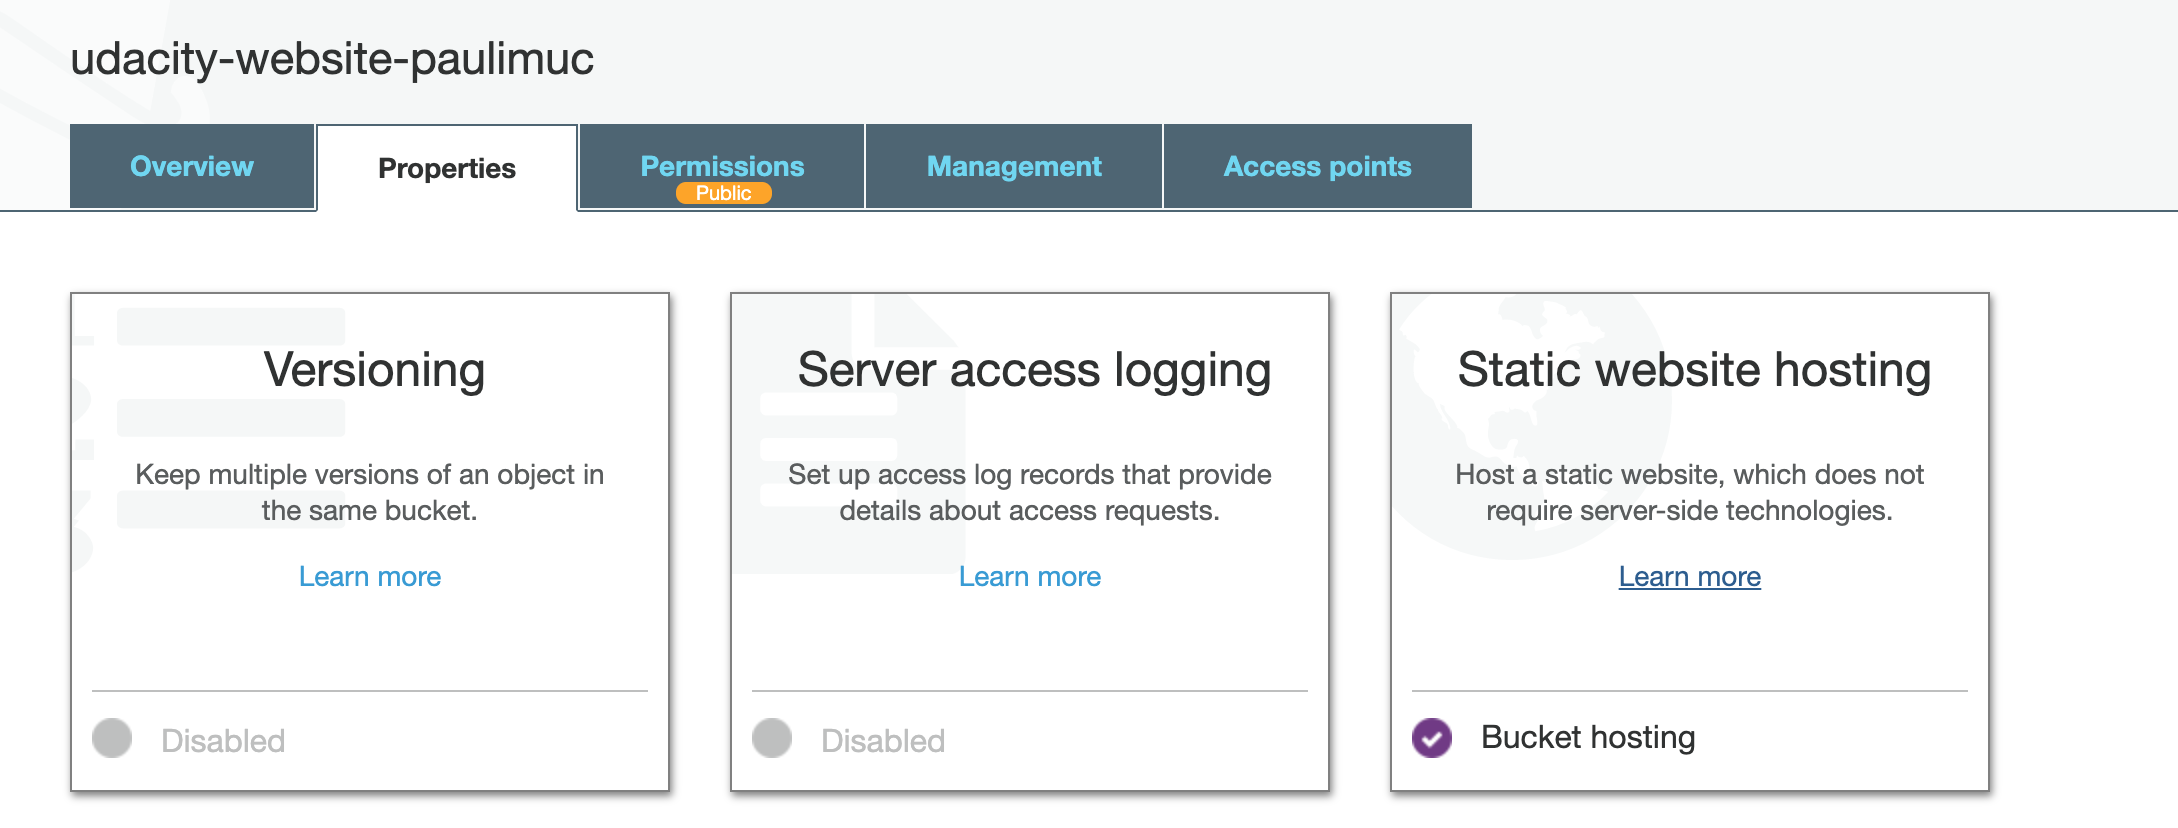 udacity-website-paulimuc
Overview
Properties
Permissions
Public
Management
Access points
Versioning
Keep multiple versions of an object in
the same bucket.
Learn more
Disabled
Server access logging
Set up access log records that provide
details about access requests.
Learn more
Disabled
Static website hosting
Host a static website, which does not
require server-side technologies.
Learn more
Bucket hosting